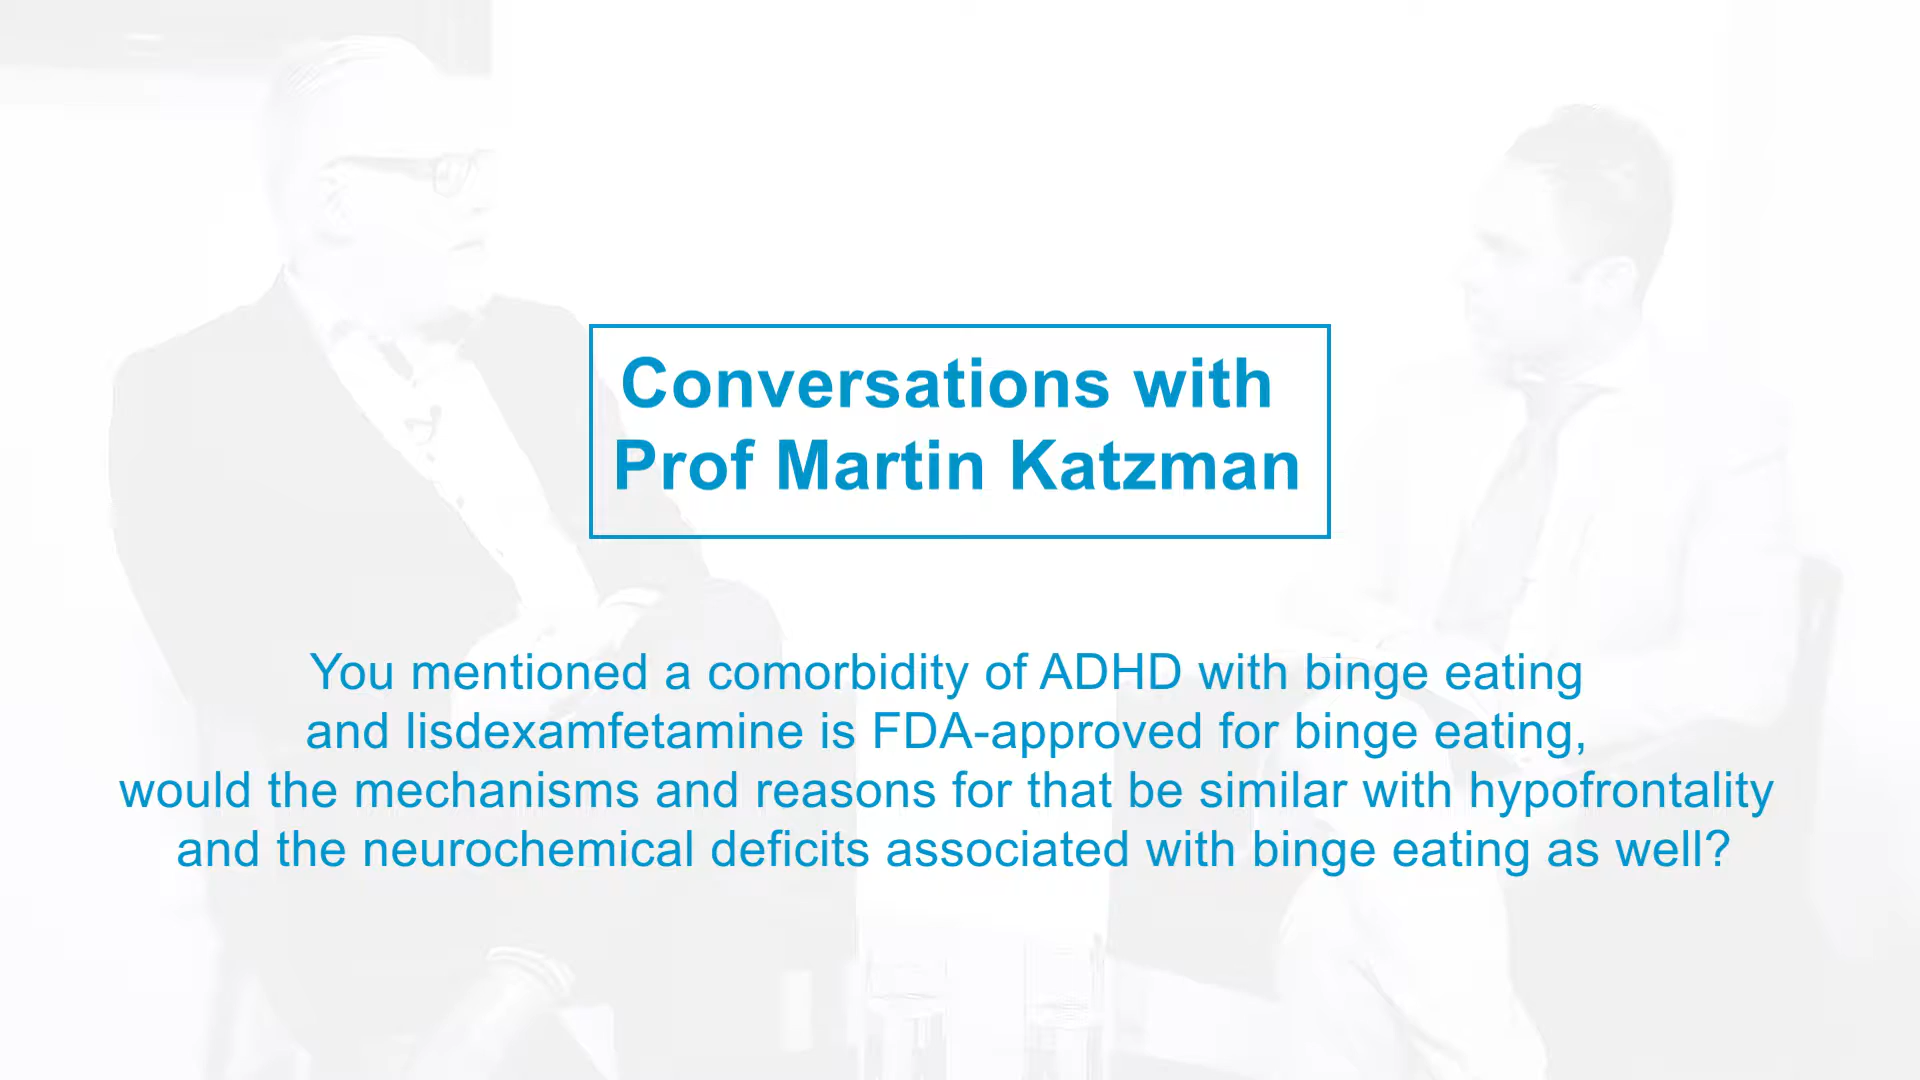 Conversations with
Prof Martin Katzman
You mentioned a comorbidity of ADHD with binge eating
and lisdexamfetamine is FDA-approved for binge eating,
would the mechanisms and reasons for that be similar with hypofrontality
and the neurochemical deficits associated with binge eating as well?